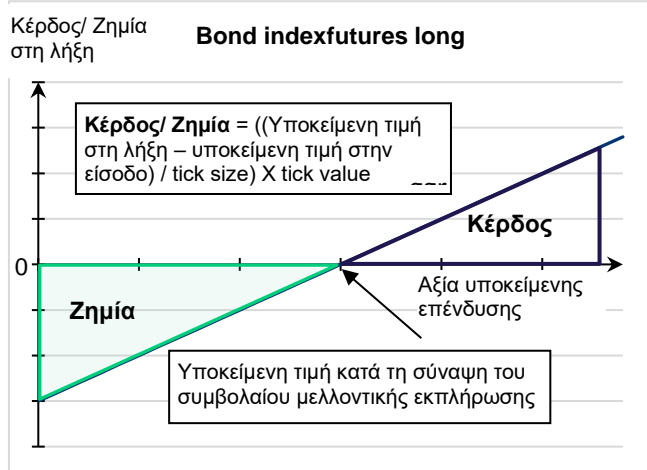 Κέρδος/ Ζημία
στη λήξη
Bond indexfutures long
Κέρδος/ Ζημία = ((Υποκείμενη τιμή
στη λήξη – υποκείμενη τιμή στην
είσοδο) / tick size) X tick value
Κέρδος
0
Αξία υποκείμενης
επένδυσης
Ζημία
Υποκείμενη τιμή κατά τη σύναψη του
συμβολαίου μελλοντικής εκπλήρωσης